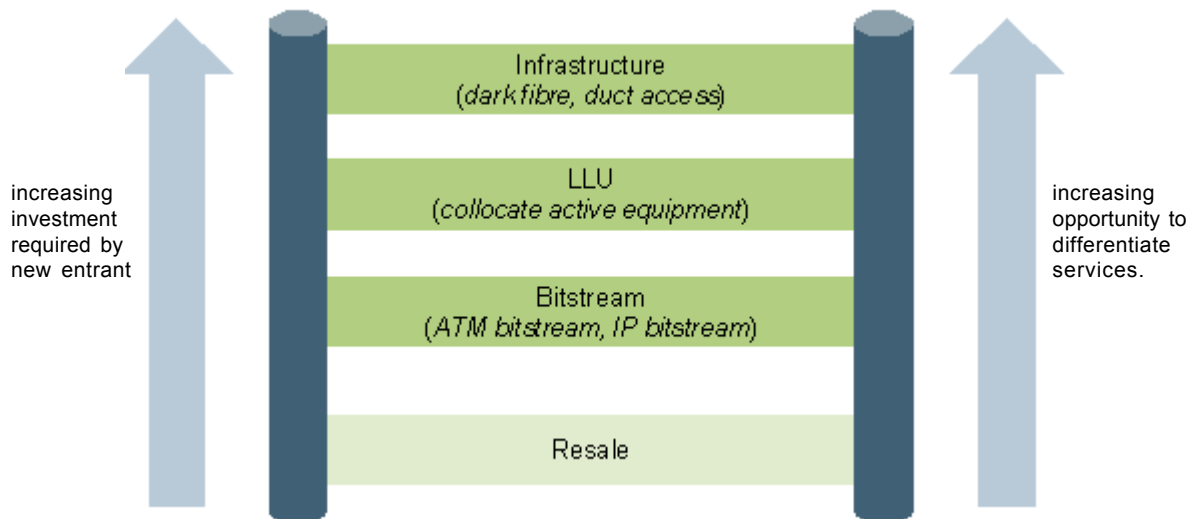 Infrastructure
(dark fibre, duct access)
LLU
(collocate active equipment)
increasing
investment
required by
new entrant
increasing
opportunity to
differentiate
services.
Bitstream
(ATM bitstream, IP bitstream)
Resale